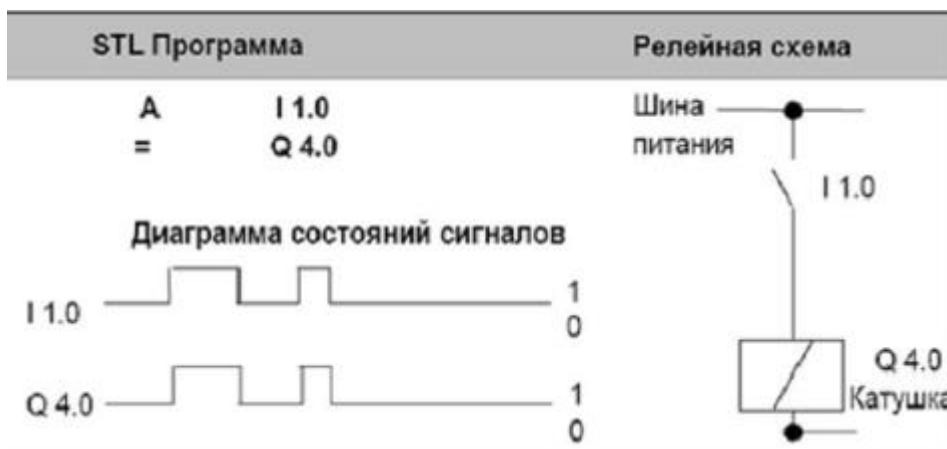 STL Программа
Релейная схема
A I 1.0
= Q 4.0
Шина
питания
I 1.0
Диаграмма состояний сигналов
I 1.0
1
0
Q 4.0
1
0
Q 4.0
Катушка